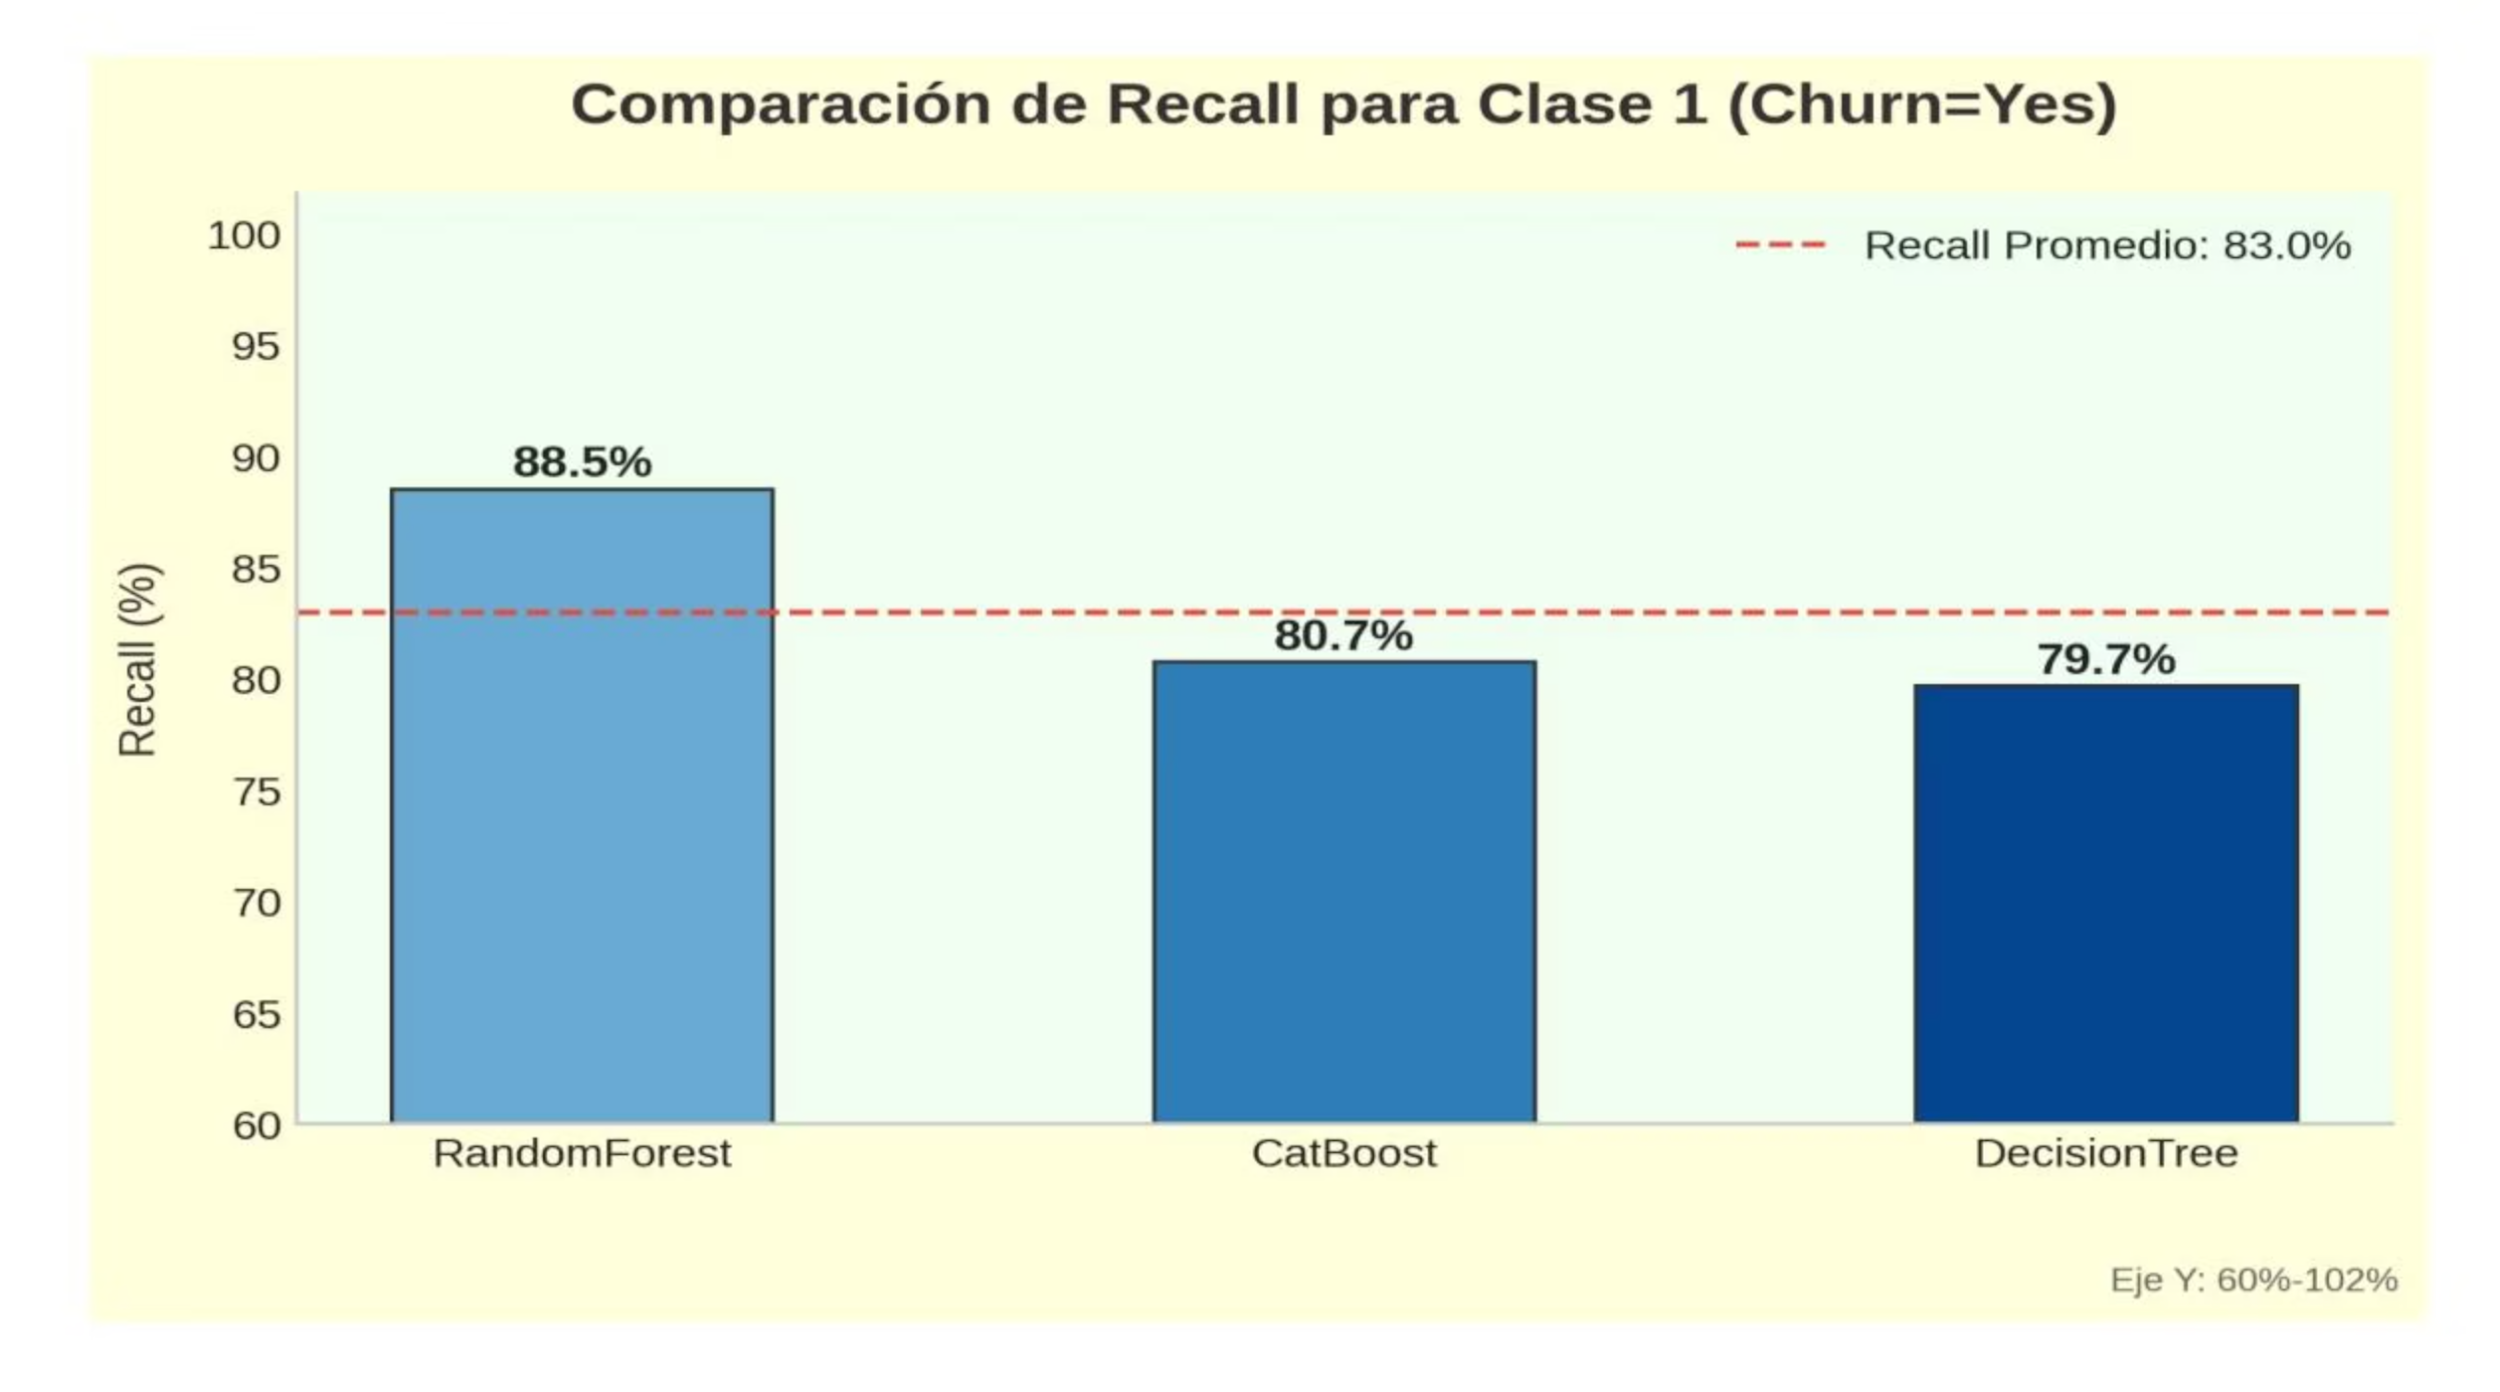 Comparación de Recall para Clase 1 (Churn=Yes)
Recall Promedio: 83.0%
Recall (%)
100
95
90
85
80
75
70
65
60
88.5%
80.7%
79.7%
RandomForest
CatBoost
DecisionTree
Eje Y: 60%-102%